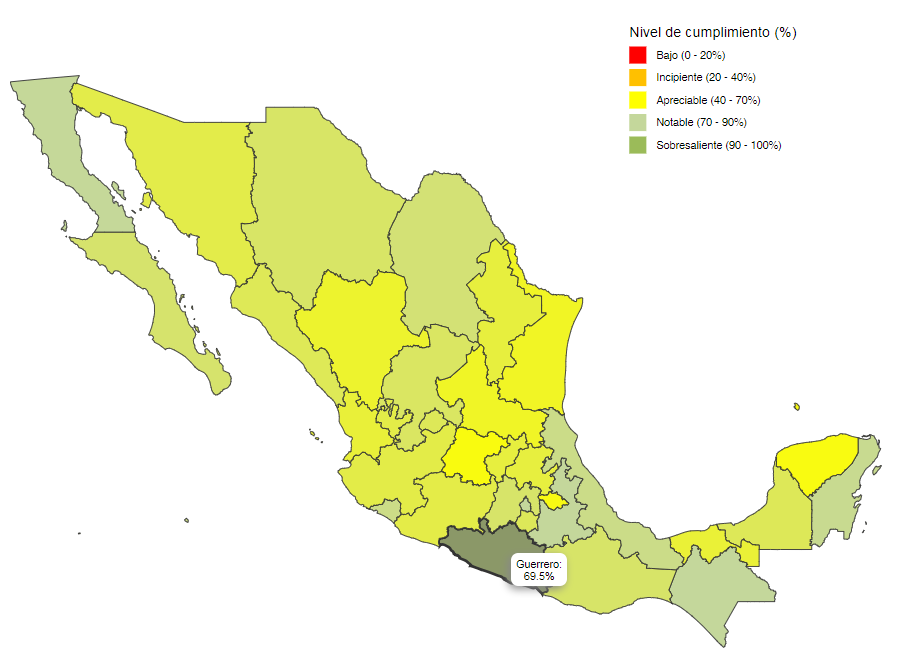 Nivel de cumplimiento (%)
Bajo (0 - 20%)
Incipiente (20 - 40%)
Apreciable (40 - 70%)
Notable (70 - 90%)
Sobresaliente (90 - 100%)
Guerrero:
69.5%